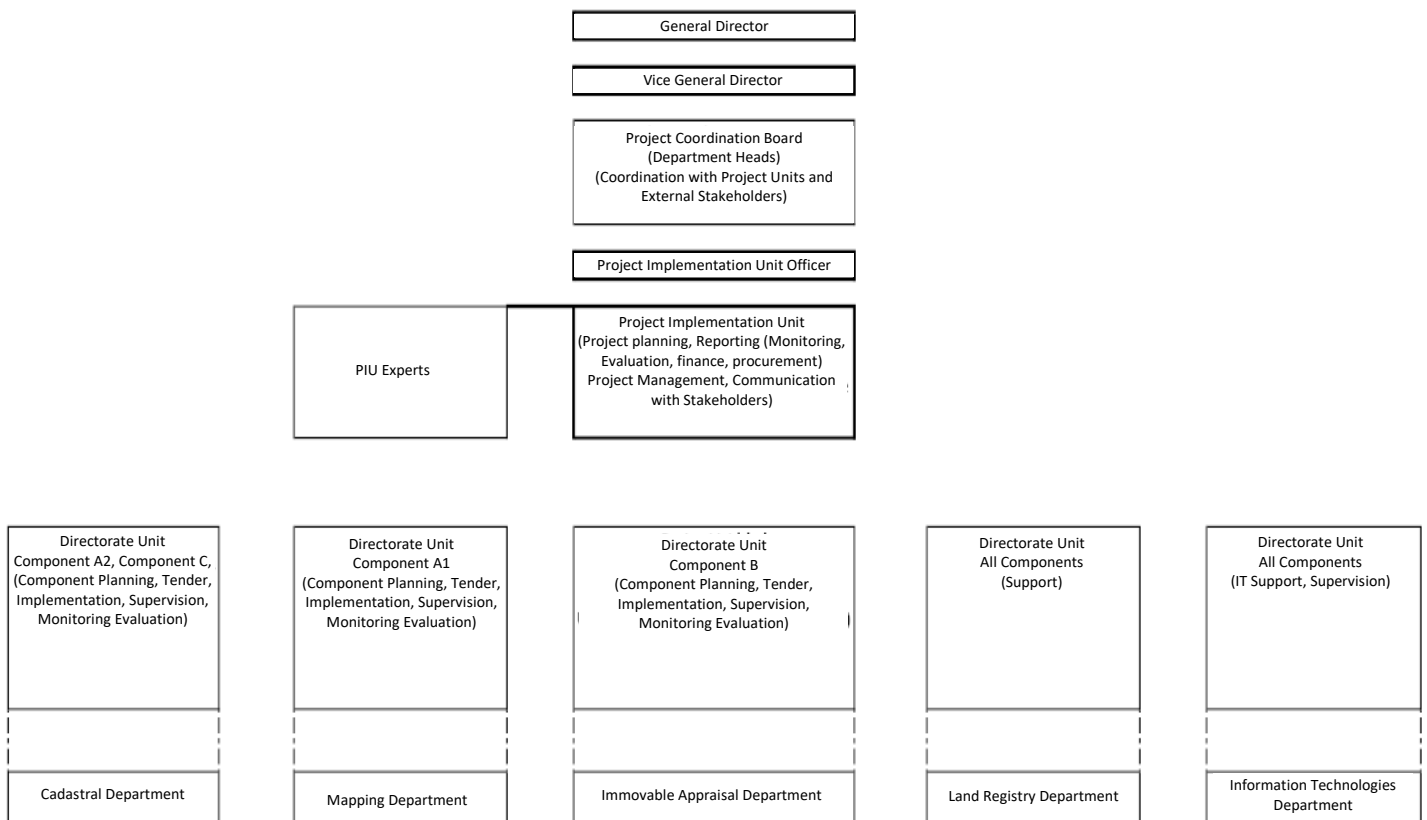 General Director
Vice General Director
Project Coordination Board
(Department Heads)
(Coordination with Project Units and
External Stakeholders)
Project Implementation Unit Officer
PIU Experts
Project Implementation Unit
(Project planning, Reporting (Monitoring,
Evaluation, finance, procurement)
Project Management, Communication
with Stakeholders)
Directorate Unit
Component A2, Component C,
(Component Planning, Tender,
Implementation, Supervision,
Monitoring Evaluation)
Directorate Unit
Component A1
(Component Planning, Tender,
Implementation, Supervision,
Monitoring Evaluation)
Directorate Unit
Component B
(Component Planning, Tender,
Implementation, Supervision,
Monitoring Evaluation)
Directorate Unit
All Components
(Support)
Directorate Unit
All Components
(IT Support, Supervision)
Cadastral Department
Mapping Department
Immovable Appraisal Department
Land Registry Department
Information Technologies
Department